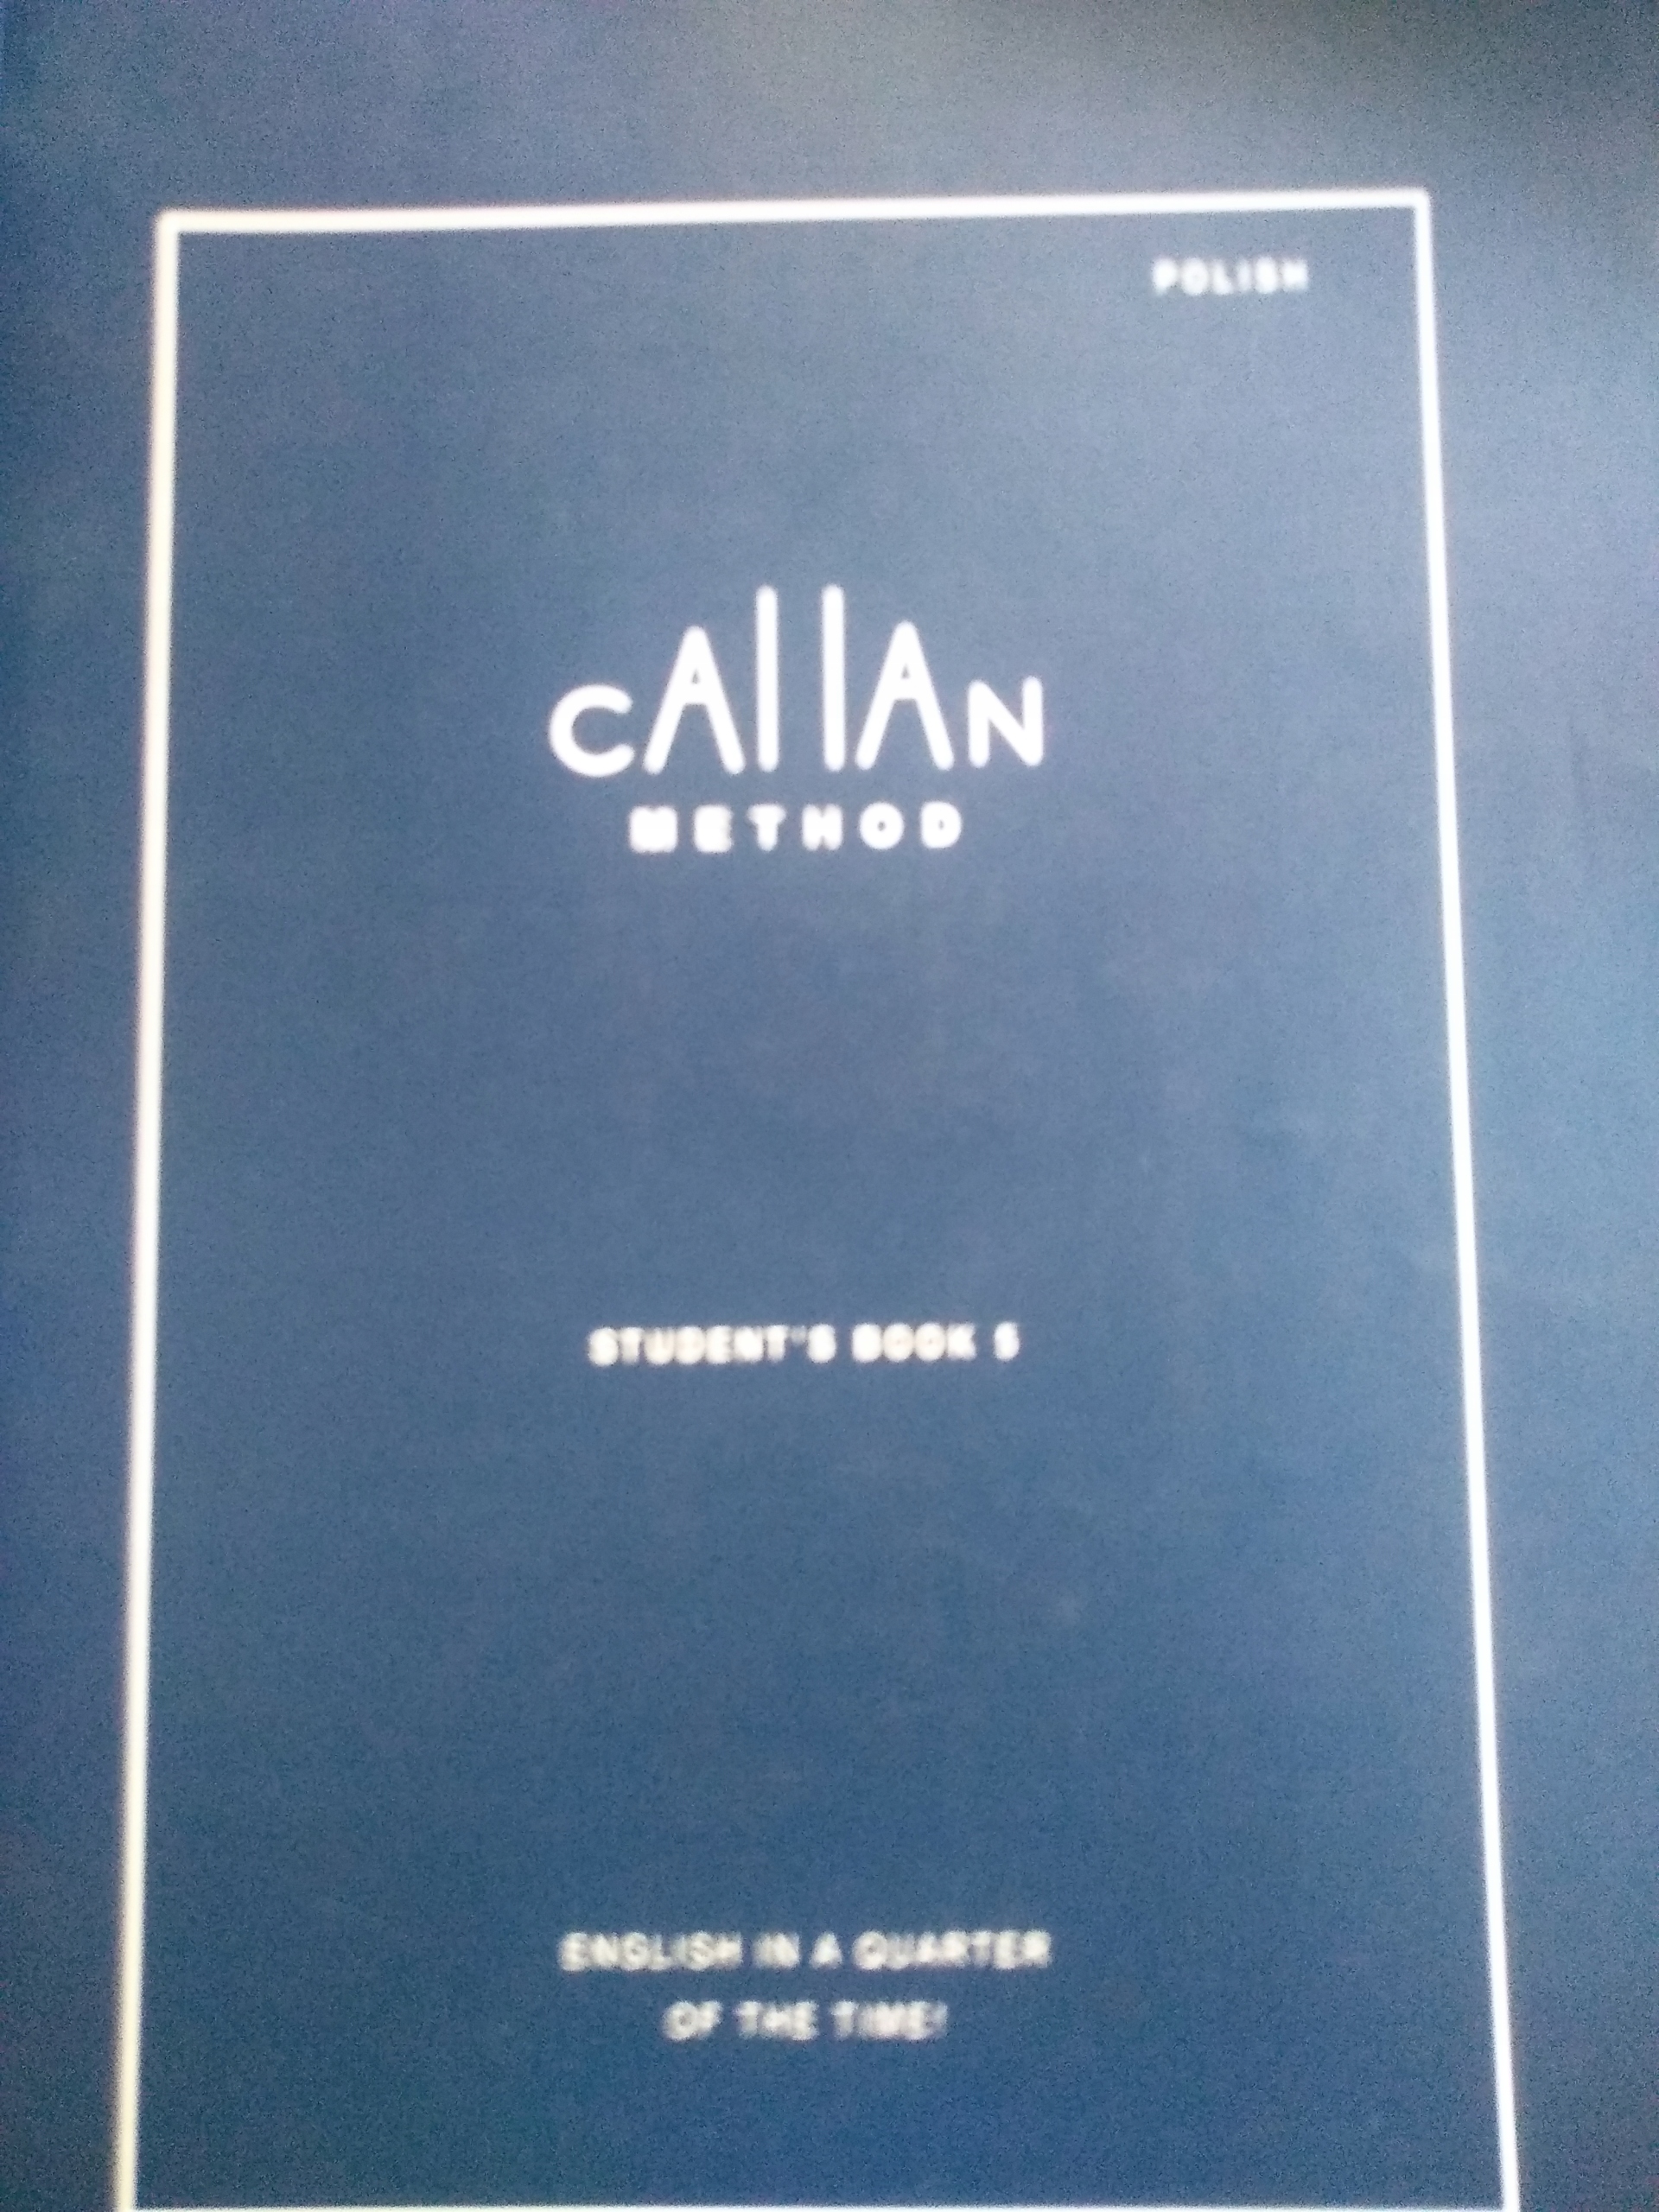 POLISH
CAllAN
METHOD
STUDENT'S BOOK 5
ENGLISH IN A QUARTER
OF THE TIME!